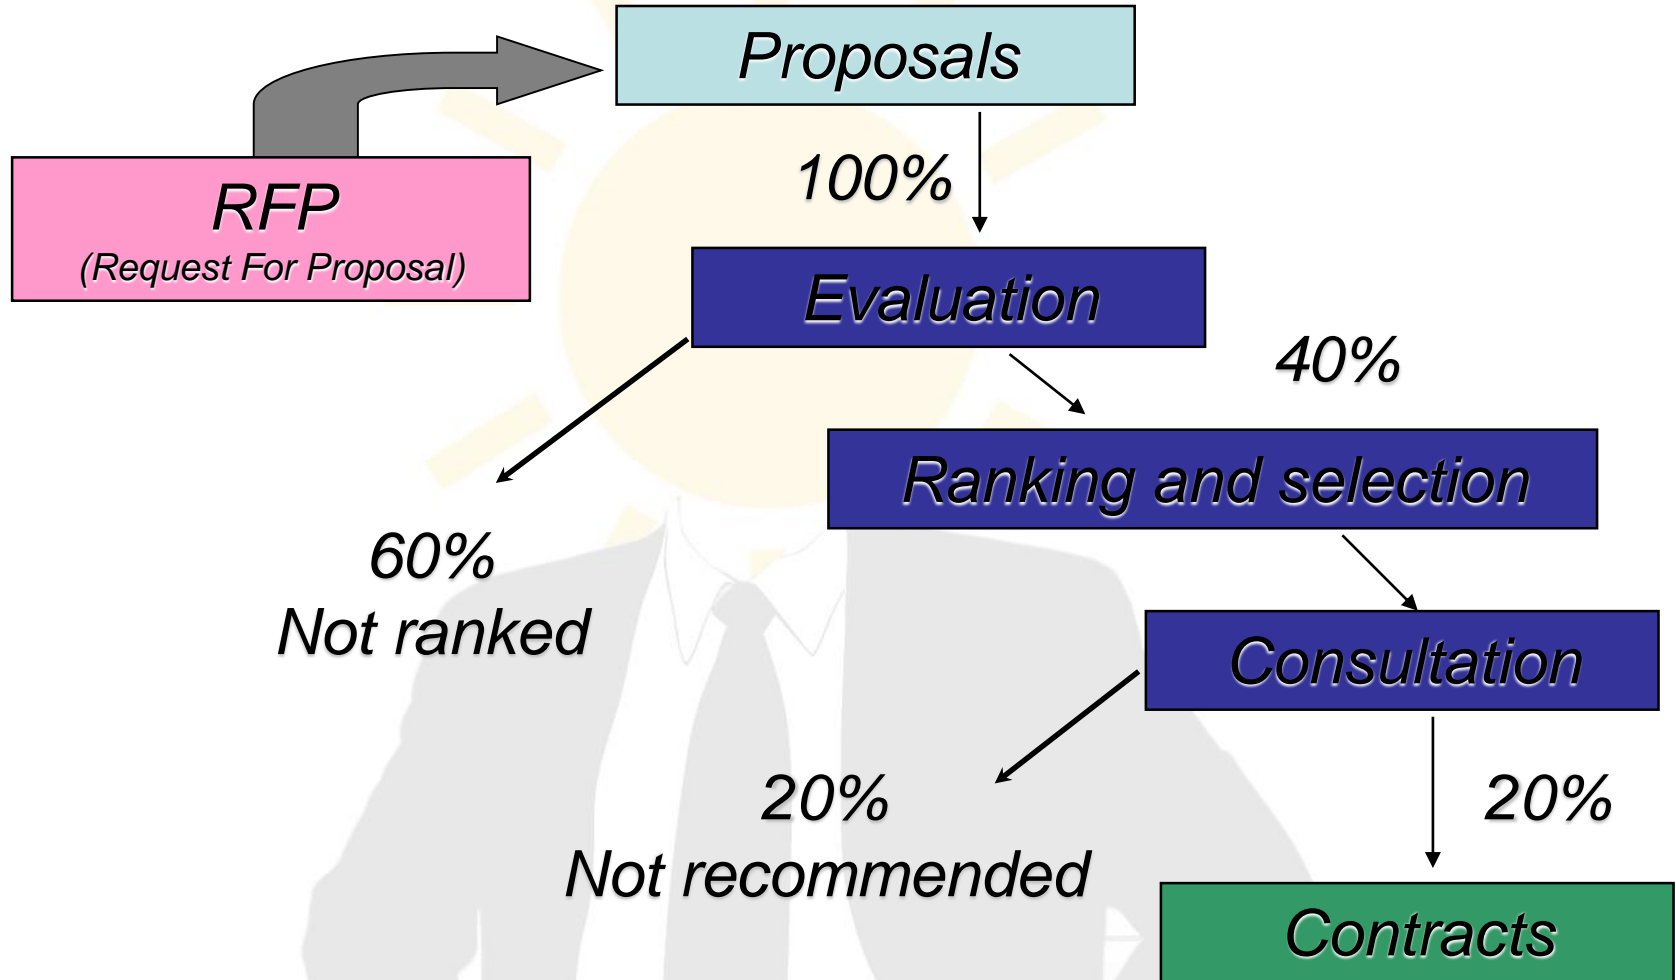 Proposals
100%
RFP
(Request For Proposal)
Evaluation
40%
Ranking and selection
60%
Not ranked
Consultation
20%
Not recommended
20%
Contracts